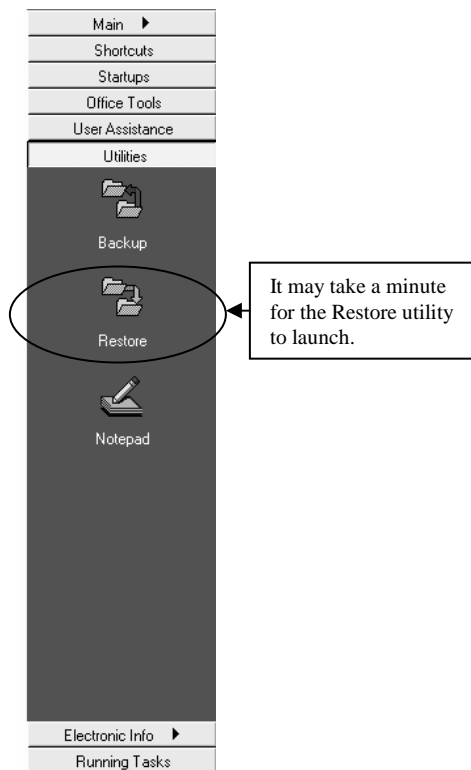 Main
Shortcuts
Startups
Office Tools
User Assistance
Utilities
Backup
Restore
It may take a minute
for the Restore utility
to launch.
Notepad
Electronic Info
Running Tasks